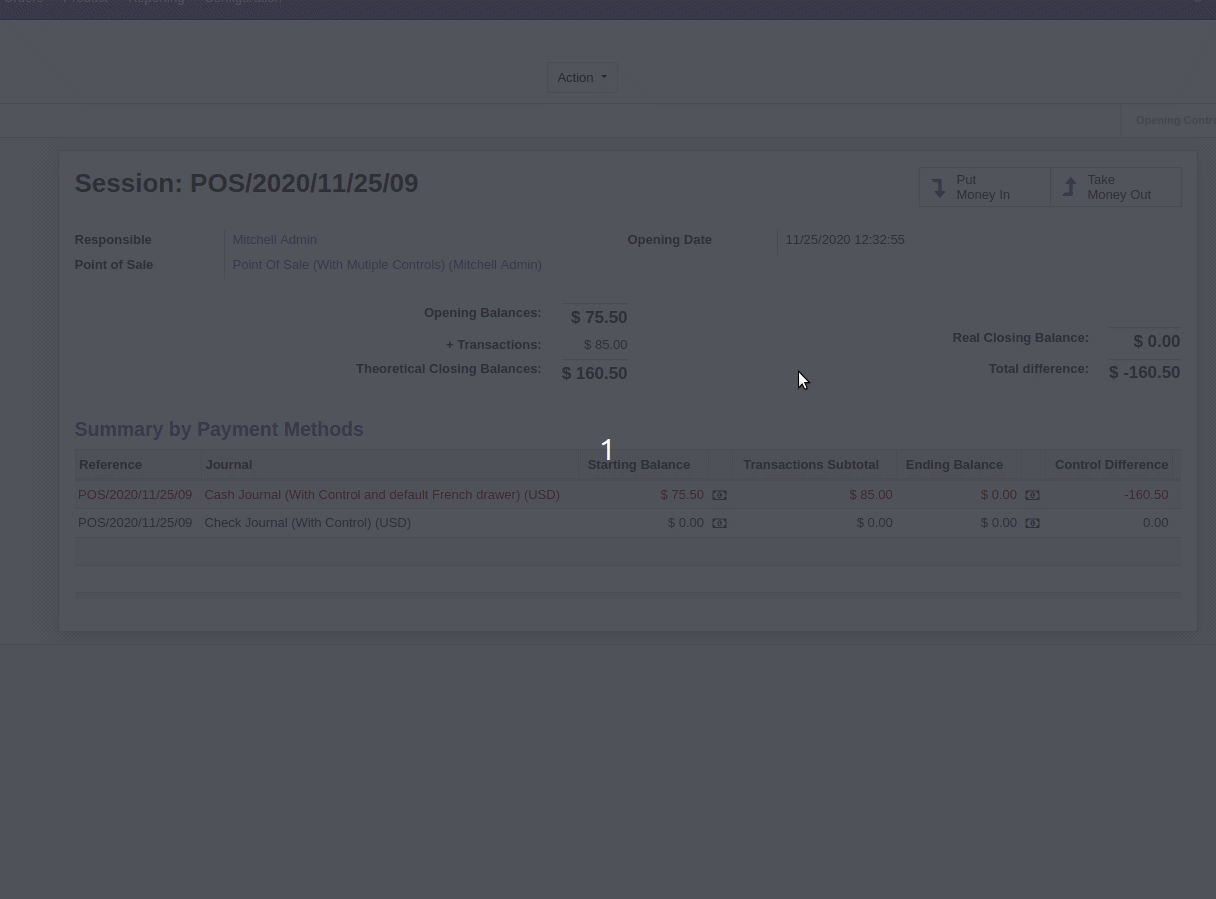 Orders Product Reporting Configuration
Action
Opening Contro
Session: POS/2020/11/25/09
Put Money In
Take Money Out
Responsible Mitchell Admin
Opening Date 11/25/2020 12:32:55
Point of Sale Point Of Sale (With Mutiple Controls) (Mitchell Admin)
Opening Balances: $ 75.50
+ Transactions: $ 85.00
Theoretical Closing Balances: $ 160.50
Real Closing Balance: $ 0.00
Total difference: $ -160.50
Summary by Payment Methods
1
Reference Journal Starting Balance Transactions Subtotal Ending Balance Control Difference
POS/2020/11/25/09 Cash Journal (With Control and default French drawer) (USD) $ 75.50 $ 85.00 $ 0.00 -160.50
POS/2020/11/25/09 Check Journal (With Control) (USD) $ 0.00 $ 0.00 $ 0.00 0.00